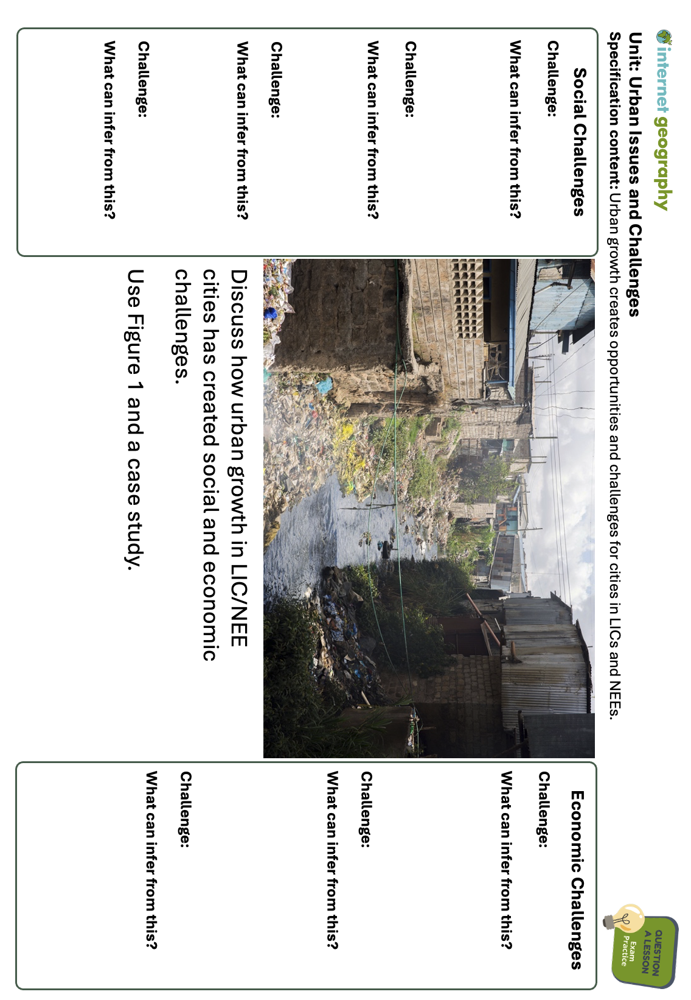 internet geography
Unit: Urban Issues and Challenges
Specification content: Urban growth creates opportunities and challenges for cities in LICs and NEEs.
QUESTION
A LESSON
Exam
Practice
Social Challenges
Challenge:
What can infer from this?
Challenge:
What can infer from this?
Challenge:
What can infer from this?
Challenge:
What can infer from this?
Discuss how urban growth in LIC/NEE
cities has created social and economic
challenges.
Use Figure 1 and a case study.
Economic Challenges
Challenge:
What can infer from this?
Challenge:
What can infer from this?
Challenge:
What can infer from this?